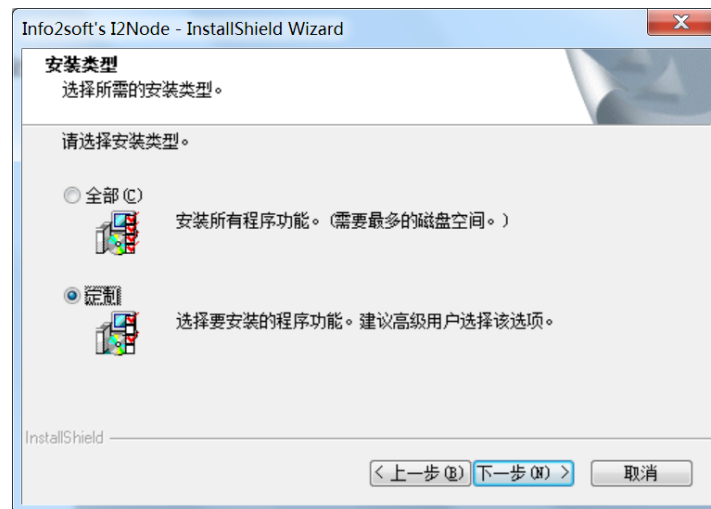 Info2soft's I2Node - InstallShield Wizard
安装类型
选择所需的安装类型。
请选择安装类型。
全部(C)
安装所有程序功能。(需要最多的磁盘空间。)
定制
选择要安装的程序功能。建议高级用户选择该选项。
InstallShield
< 上一步(B) 下一步(N) > 取消